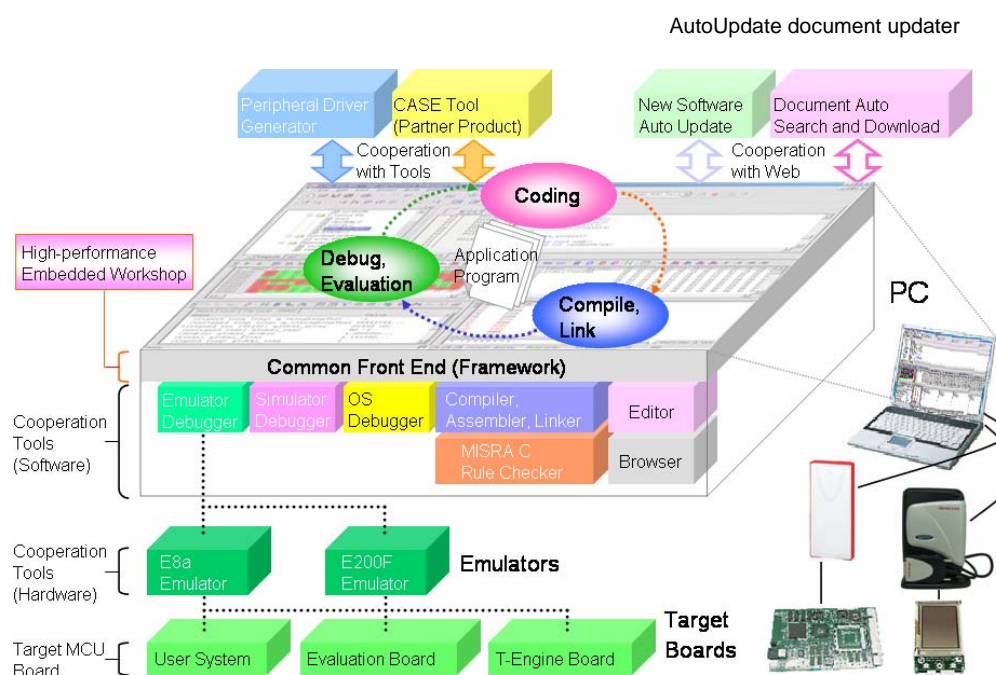 AutoUpdate document updater
Peripheral Driver
Generator
CASE Tool
(Partner Product)
New Software
Auto Update
Document Auto
Search and Download
Cooperation
with Tools
Cooperation
with Web
Coding
High-performance
Embedded Workshop
Debug,
Evaluation
Application
Program
Compile,
Link
PC
Common Front End (Framework)
Cooperation
Tools
(Software)
Emulator
Debugger
Simulator
Debugger
OS
Debugger
Compiler,
Assembler, Linker
Editor
MISRA C
Rule Checker
Browser
Cooperation
Tools
(Hardware)
E8a
Emulator
E200F
Emulator
Emulators
Target MCU
Board
User System
Evaluation Board
T-Engine Board
Target
Boards